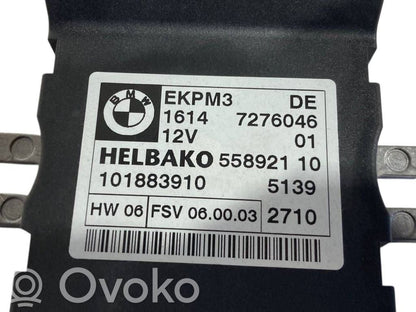 BMW
EKPM3 DE
1614 7276046
12V 01
HELBAKO 558921 10
101883910 5139
HW 06 FSV 06.00.03 2710
Ovoko